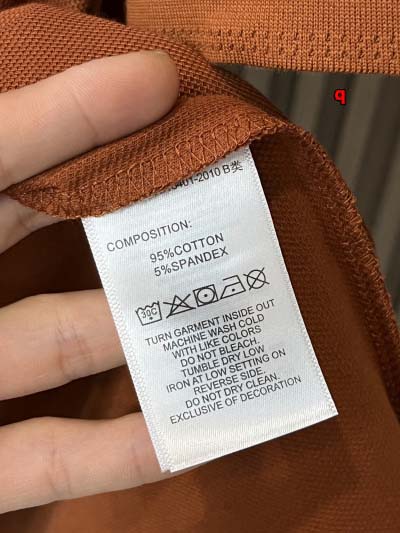 q
401-2010 B类
COMPOSITION:
95%COTTON
5%SPANDEX
30C
TURN GARMENT INSIDE OUT
MACHINE WASH COLD
WITH LIKE COLORS
DO NOT BLEACH.
TUMBLE DRY LOW
IRON AT LOW SETTING ON
REVERSE SIDE.
DO NOT DRY CLEAN.
EXCLUSIVE OF DECORATION